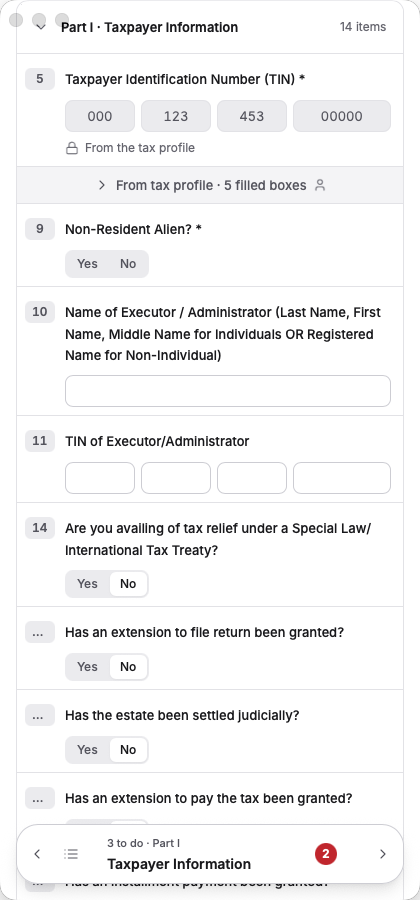 Part I · Taxpayer Information 14 items
5 Taxpayer Identification Number (TIN) *
000 123 453 00000
From the tax profile
From tax profile · 5 filled boxes
9 Non-Resident Alien? *
Yes No
10 Name of Executor / Administrator (Last Name, First
Name, Middle Name for Individuals OR Registered
Name for Non-Individual)
11 TIN of Executor/Administrator
14 Are you availing of tax relief under a Special Law/
International Tax Treaty?
Yes No
... Has an extension to file return been granted?
Yes No
... Has the estate been settled judicially?
Yes No
... Has an extension to pay the tax been granted?
3 to do · Part I
Taxpayer Information 2